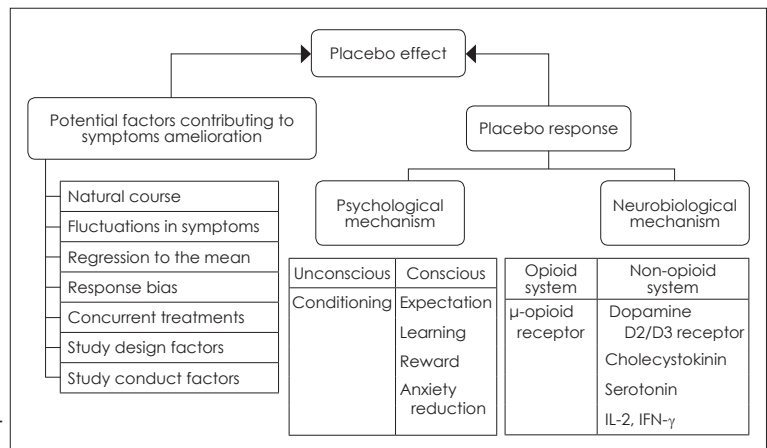 Placebo effect
Potential factors contributing to
symptoms amelioration
Natural course
Fluctuations in symptoms
Regression to the mean
Response bias
Concurrent treatments
Study design factors
Study conduct factors
Placebo response
Psychological
mechanism
Neurobiological
mechanism
Unconscious
Conditioning
Conscious
Expectation
Learning
Reward
Anxiety
reduction
Opioid
system
μ-opioid
receptor
Non-opioid
system
Dopamine
D2/D3 receptor
Cholecystokinin
Serotonin
IL-2, IFN-γ